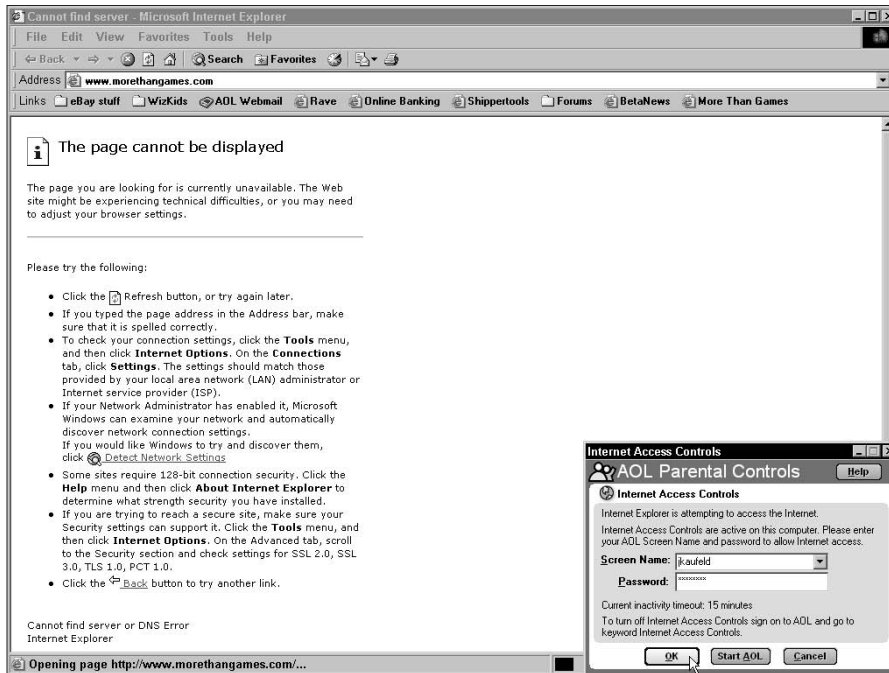 Cannot find server - Microsoft Internet Explorer
File Edit View Favorites Tools Help
Back Search Favorites
Address www.morethangames.com
Links eBay stuff WizKids AOL Webmail Rave Online Banking Shippertools Forums BetaNews More Than Games
The page cannot be displayed
The page you are looking for is currently unavailable. The Web
site might be experiencing technical difficulties, or you may need
to adjust your browser settings.
Please try the following:
• Click the Refresh button, or try again later.
• If you typed the page address in the Address bar, make
sure that it is spelled correctly.
• To check your connection settings, click the Tools menu,
and then click Internet Options. On the Connections
tab, click Settings. The settings should match those
provided by your local area network (LAN) administrator or
Internet service provider (ISP).
• If your Network Administrator has enabled it, Microsoft
Windows can examine your network and automatically
discover network connection settings.
If you would like Windows to try and discover them,
click Detect Network Settings
• Some sites require 128-bit connection security. Click the
Help menu and then click About Internet Explorer to
determine what strength security you have installed.
• If you are trying to reach a secure site, make sure your
Security settings can support it. Click the Tools menu, and
then click Internet Options. On the Advanced tab, scroll
to the Security section and check settings for SSL 2.0, SSL
3.0, TLS 1.0, PCT 1.0.
• Click the Back button to try another link.
Cannot find server or DNS Error
Internet Explorer
Opening page http://www.morethangames.com/...
Internet Access Controls
AOL Parental Controls Help
Internet Access Controls
Internet Explorer is attempting to access the Internet.
Internet Access Controls are active on this computer. Please enter
your AOL Screen Name and password to allow Internet access.
Screen Name: jkaufeld
Password: xxxxxxxx
Current inactivity timeout: 15 minutes
To turn off Internet Access Controls sign on to AOL and go to
keyword Internet Access Controls.
OK Start AOL Cancel